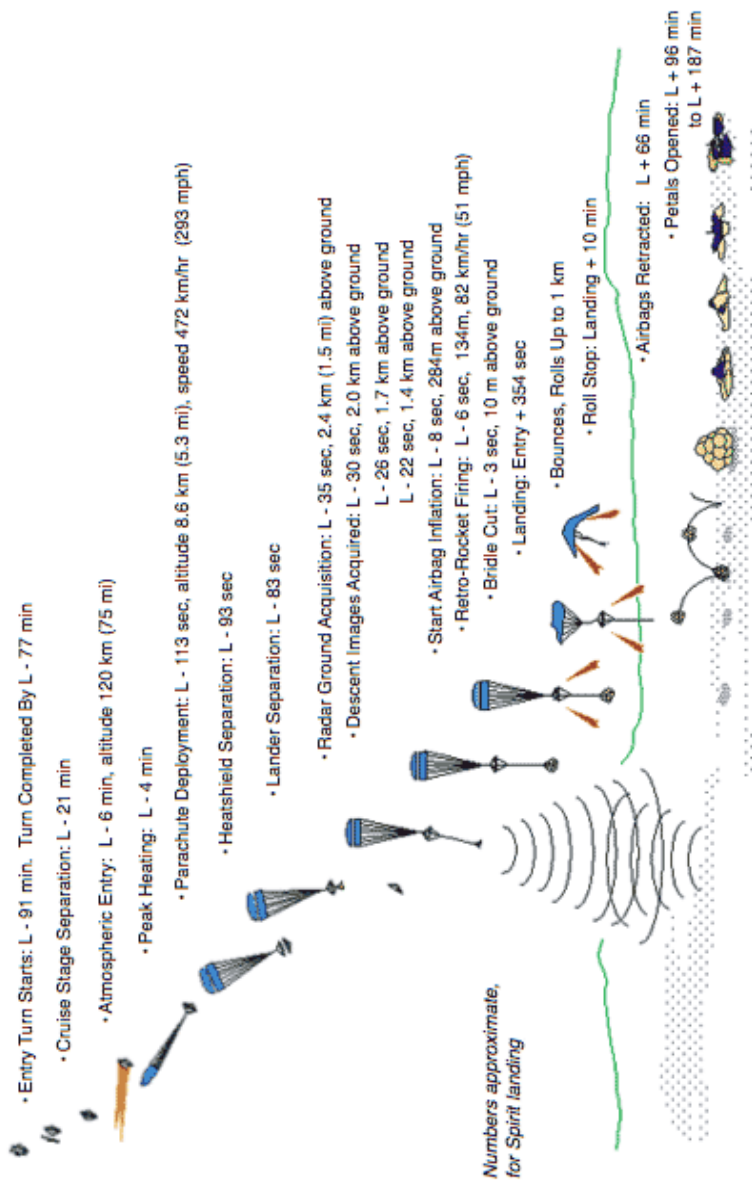 • Entry Turn Starts: L - 91 min. Turn Completed By L - 77 min
• Cruise Stage Separation: L - 21 min
• Atmospheric Entry: L - 6 min, altitude 120 km (75 mi)
• Peak Heating: L - 4 min
• Parachute Deployment: L - 113 sec, altitude 8.6 km (5.3 mi), speed 472 km/hr (293 mph)
• Heatshield Separation: L - 93 sec
• Lander Separation: L - 83 sec
• Radar Ground Acquisition: L - 35 sec, 2.4 km (1.5 mi) above ground
• Descent Images Acquired: L - 30 sec, 2.0 km above ground
L - 26 sec, 1.7 km above ground
L - 22 sec, 1.4 km above ground
• Start Airbag Inflation: L - 8 sec, 284m above ground
• Retro-Rocket Firing: L - 6 sec, 134m, 82 km/hr (51 mph)
• Bridle Cut: L - 3 sec, 10 m above ground
• Landing: Entry + 354 sec
• Bounces, Rolls Up to 1 km
• Roll Stop: Landing + 10 min
• Airbags Retracted: L + 66 min
• Petals Opened: L + 96 min
to L + 187 min
Numbers approximate,
for Spirit landing